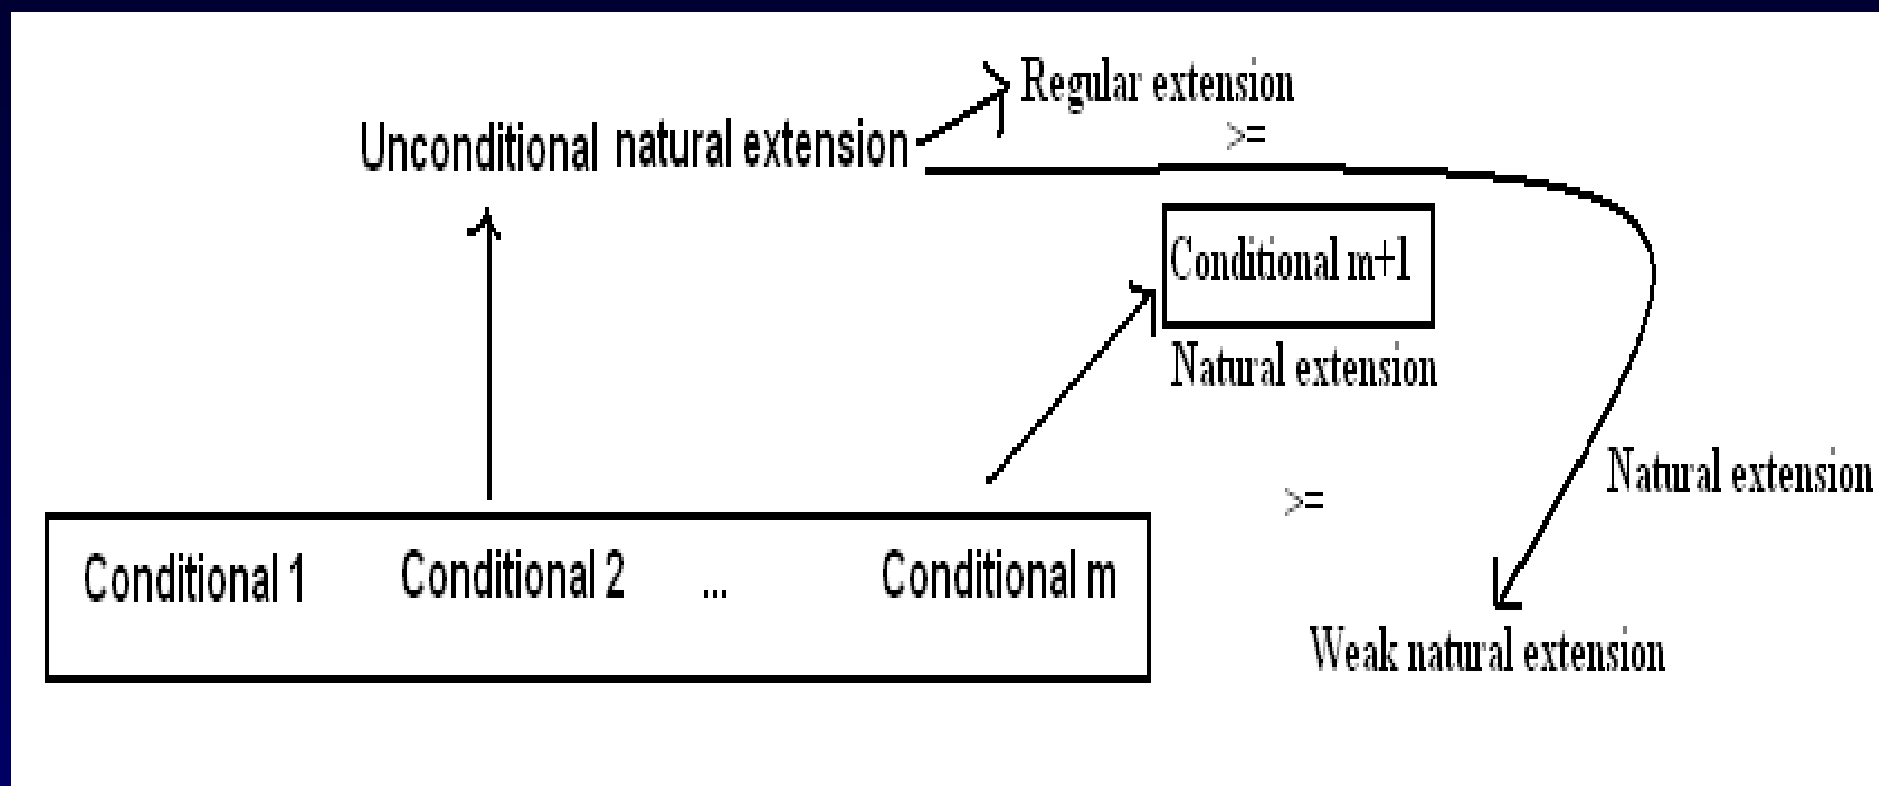 Regular extension
Unconditional natural extension
>=
Conditional m+1
Natural extension
Natural extension
>=
Conditional 1 Conditional 2 ... Conditional m
Weak natural extension